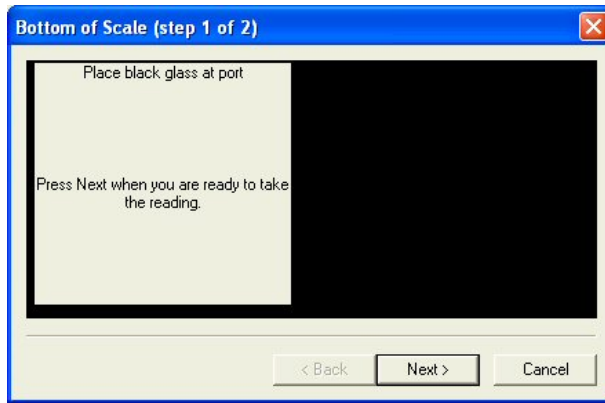 Bottom of Scale (step 1 of 2)
Place black glass at port
Press Next when you are ready to take
the reading.
< Back
Next >
Cancel